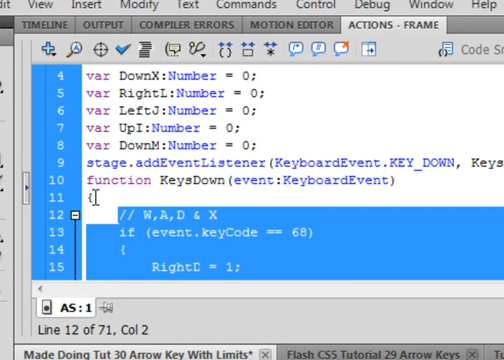 View Insert Modify Text Commands Control Debug Window
TIMELINE OUTPUT COMPILER ERRORS MOTION EDITOR ACTIONS - FRAME
Code Sn
4 var DownX:Number = 0;
5 var RightL:Number = 0;
6 var LeftJ:Number = 0;
7 var UpI:Number = 0;
8 var DownM:Number = 0;
9 stage.addEventListener(KeyboardEvent.KEY_DOWN, Keys
10 function KeysDown(event:KeyboardEvent)
11 {
12 // W,A,D & X
13 if (event.keyCode == 68)
14 {
15 RightD = 1;
AS:1
Line 12 of 71, Col 2
Made Doing Tut 30 Arrow Key With Limits* × Flash CS5 Tutorial 29 Arrow Keys